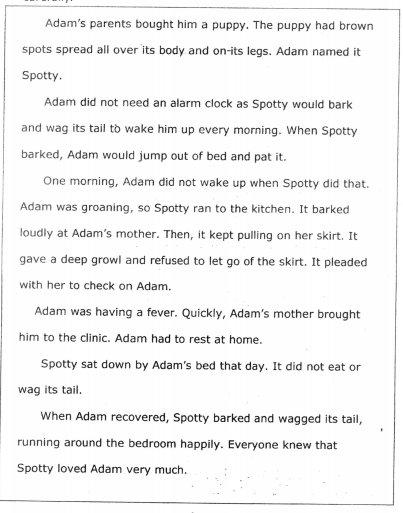 Adam's parents bought him a puppy. The puppy had brown
spots spread all over its body and on its legs. Adam named it
Spotty.
Adam did not need an alarm clock as Spotty would bark
and wag its tail to wake him up every morning. When Spotty
barked, Adam would jump out of bed and pat it.
One morning, Adam did not wake up when Spotty did that.
Adam was groaning, so Spotty ran to the kitchen. It barked
loudly at Adam's mother. Then, it kept pulling on her skirt. It
gave a deep growl and refused to let go of the skirt. It pleaded
with her to check on Adam.
Adam was having a fever. Quickly, Adam's mother brought
him to the clinic. Adam had to rest at home.
Spotty sat down by Adam's bed that day. It did not eat or
wag its tail.
When Adam recovered, Spotty barked and wagged its tail,
running around the bedroom happily. Everyone knew that
Spotty loved Adam very much.